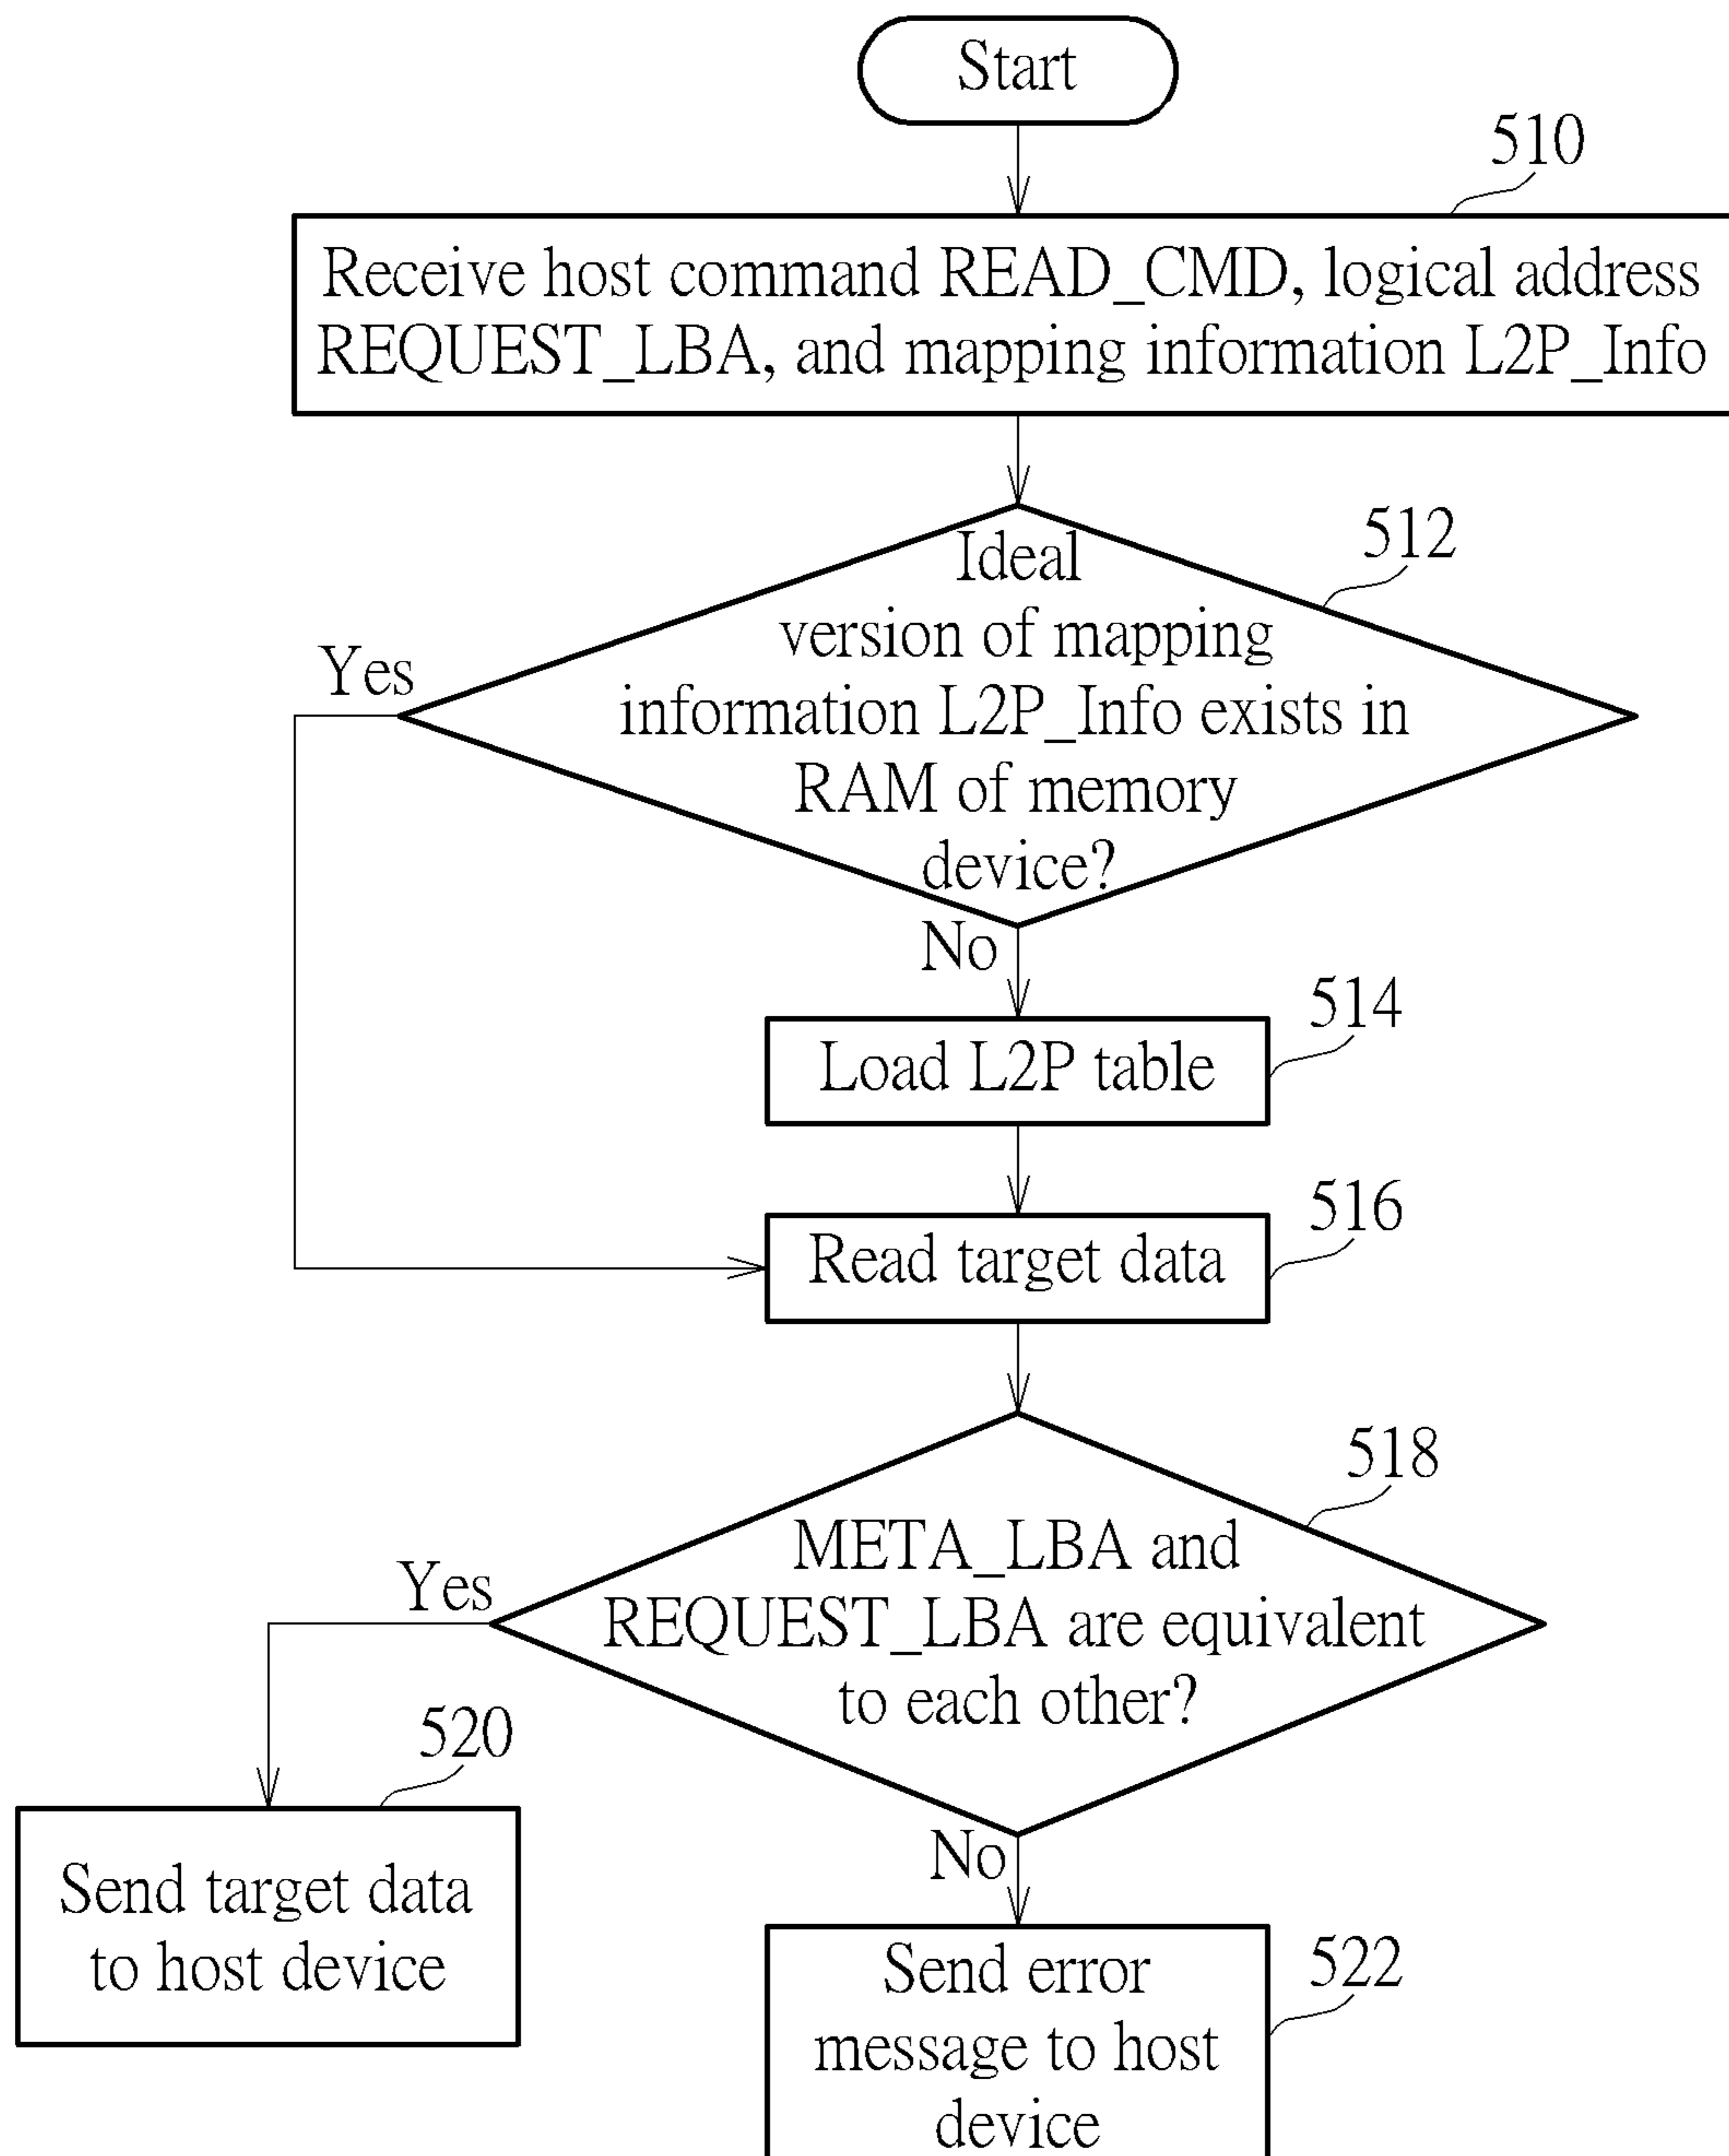 Start
510
Receive host command READ_CMD, logical address
REQUEST_LBA, and mapping information L2P_Info
512
Ideal
version of mapping
information L2P_Info exists in
RAM of memory
device?
Yes
No
514
Load L2P table
516
Read target data
518
META_LBA and
REQUEST_LBA are equivalent
to each other?
Yes
520
Send target data
to host device
No
522
Send error
message to host
device